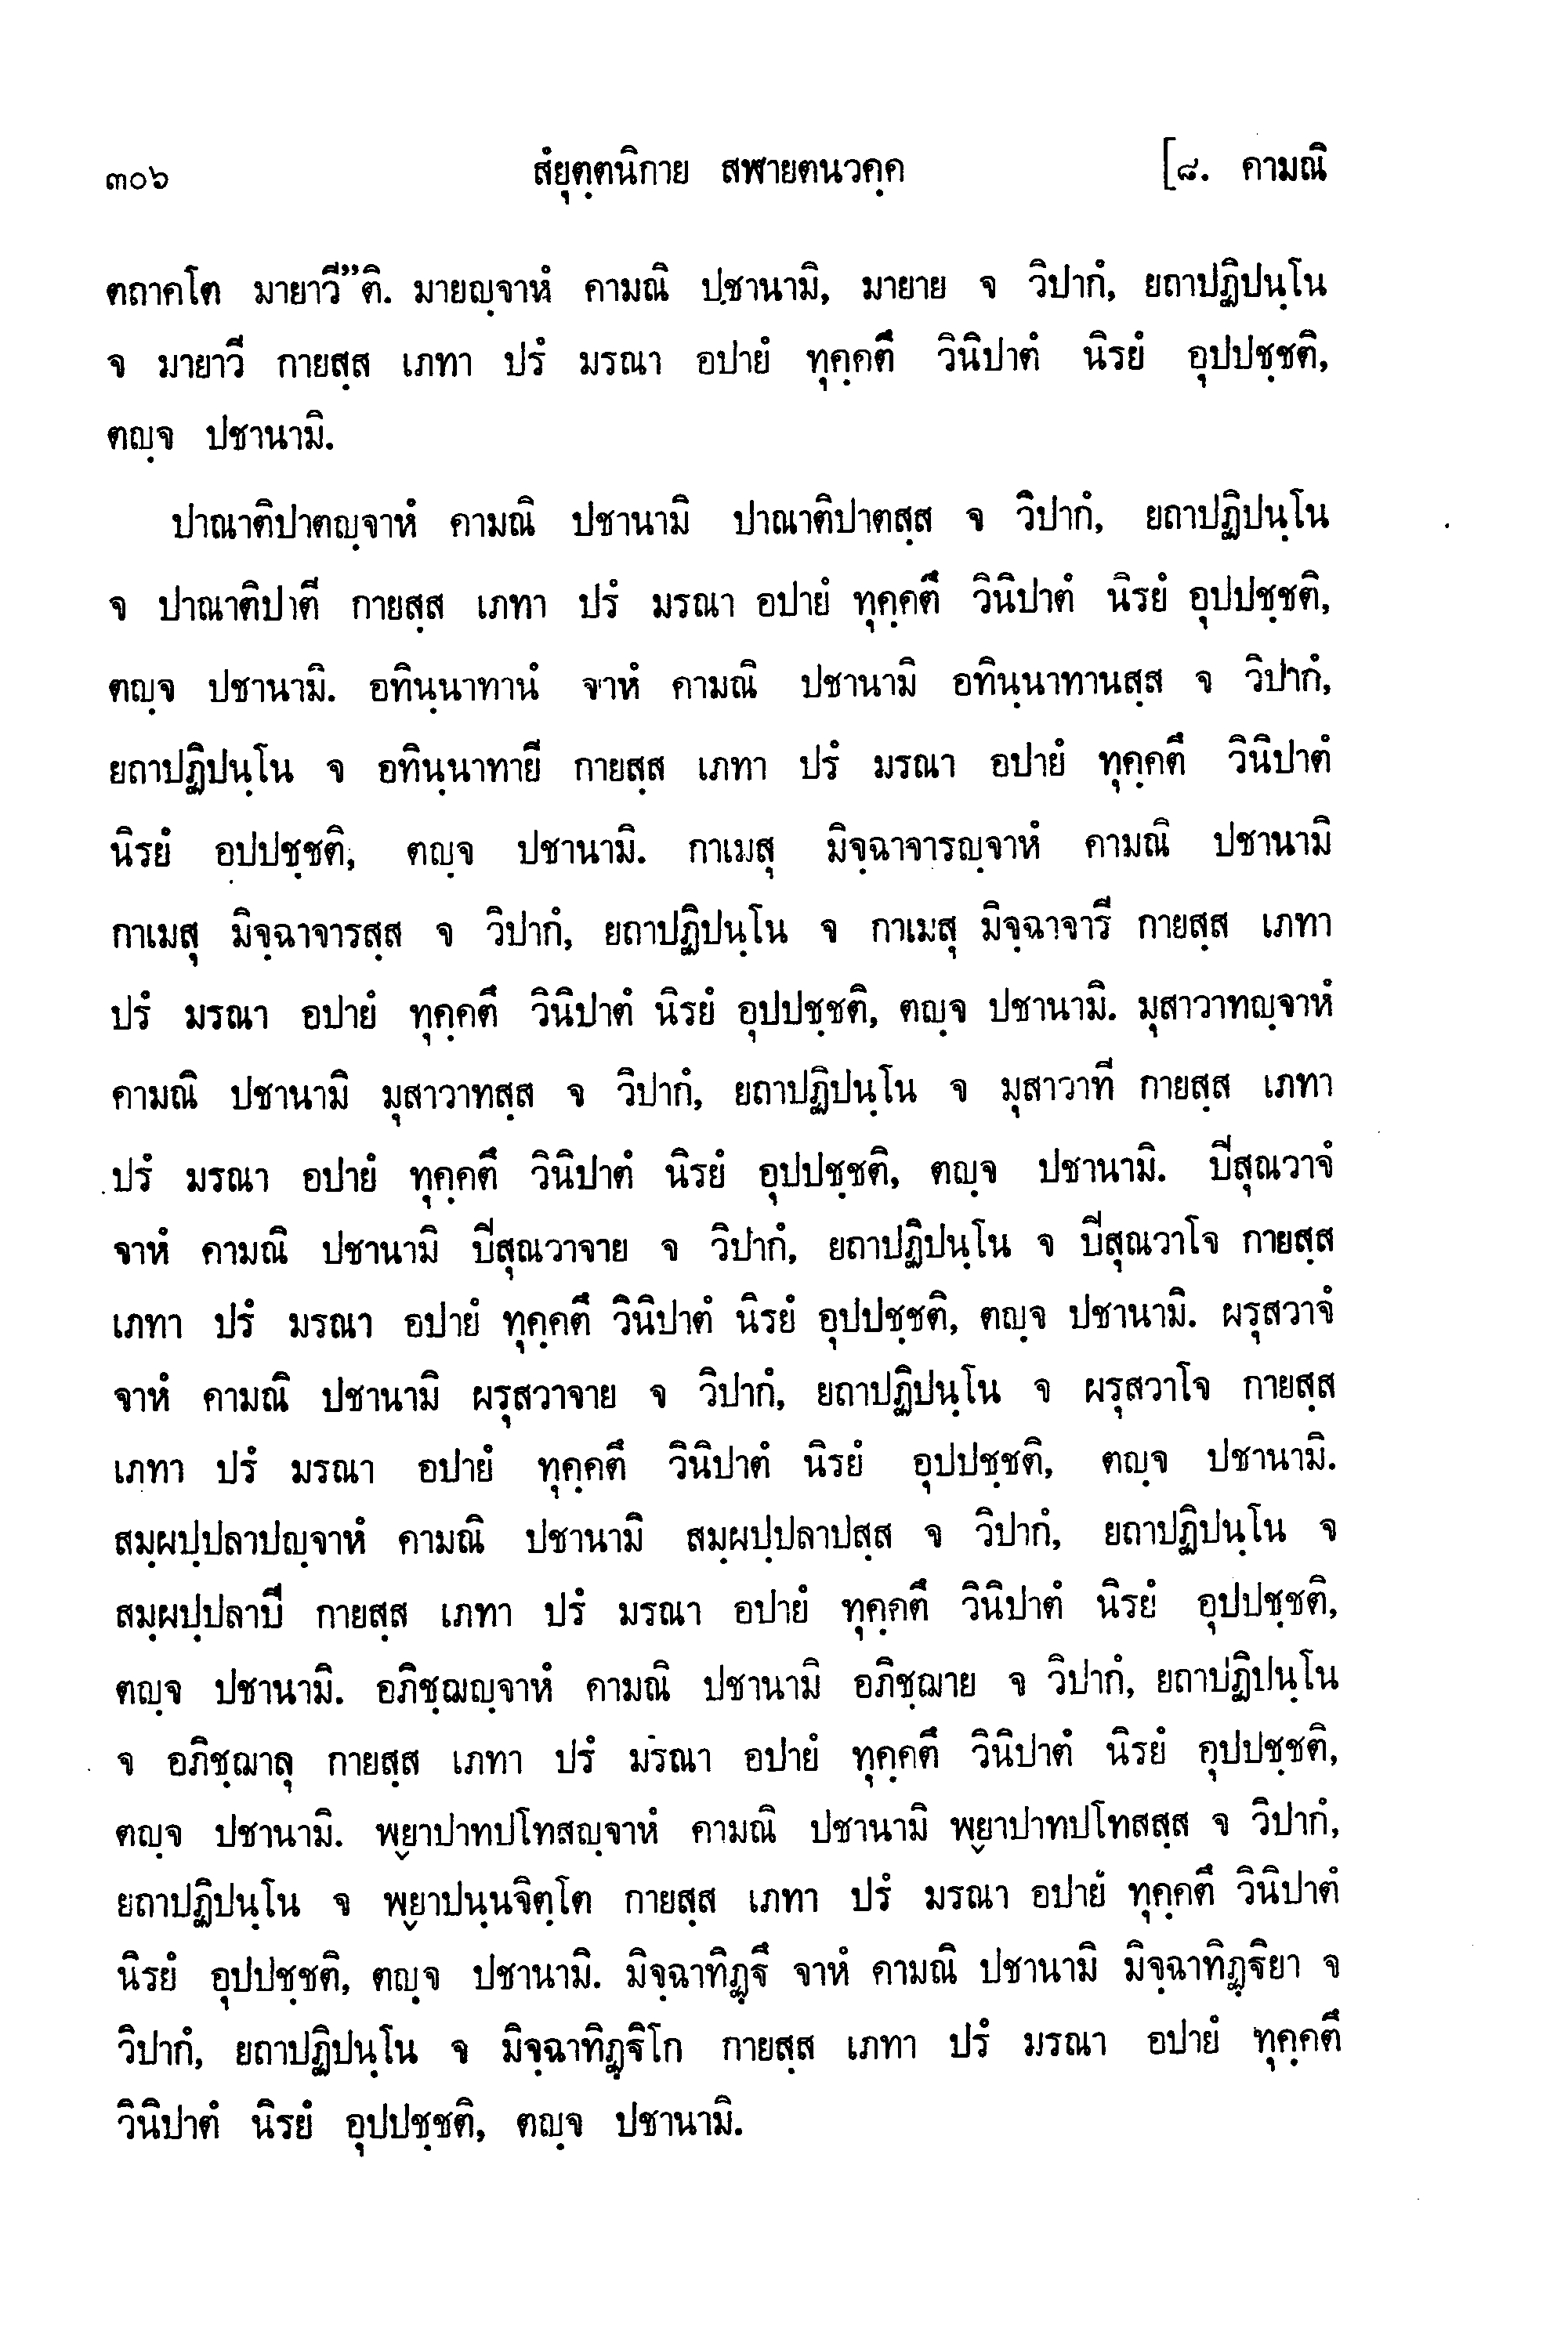 ๓๐๖ สํยุตฺตนิกาย สฬายตนวคฺค [๘. คามณิ
ตถาคโต มายาวี”ติ. มายญฺจาหํ คามณิ ปชานามิ, มายาย จ วิปากํ, ยถาปฏิปนฺโน
จ มายาวี กายสฺส เภทา ปรํ มรณา อปายํ ทุคฺคตึ วินิปาตํ นิรยํ อุปปชฺชติ,
ตญฺจ ปชานามิ.
ปาณาติปาตญฺจาหํ คามณิ ปชานามิ ปาณาติปาตสฺส จ วิปากํ, ยถาปฏิปนฺโน
จ ปาณาติปาตี กายสฺส เภทา ปรํ มรณา อปายํ ทุคฺคตึ วินิปาตํ นิรยํ อุปปชฺชติ,
ตญฺจ ปชานามิ. อทินฺนาทานํ จาหํ คามณิ ปชานามิ อทินฺนาทานสฺส จ วิปากํ,
ยถาปฏิปนฺโน จ อทินฺนาทายี กายสฺส เภทา ปรํ มรณา อปายํ ทุคฺคตึ วินิปาตํ
นิรยํ อุปปชฺชติ, ตญฺจ ปชานามิ. กาเมสุ มิจฺฉาจารญฺจาหํ คามณิ ปชานามิ
กาเมสุ มิจฺฉาจารสฺส จ วิปากํ, ยถาปฏิปนฺโน จ กาเมสุ มิจฺฉาจารี กายสฺส เภทา
ปรํ มรณา อปายํ ทุคฺคตึ วินิปาตํ นิรยํ อุปปชฺชติ, ตญฺจ ปชานามิ. มุสาวาทญฺจาหํ
คามณิ ปชานามิ มุสาวาทสฺส จ วิปากํ, ยถาปฏิปนฺโน จ มุสาวาที กายสฺส เภทา
ปรํ มรณา อปายํ ทุคฺคตึ วินิปาตํ นิรยํ อุปปชฺชติ, ตญฺจ ปชานามิ. ปีสุณวาจํ
จาหํ คามณิ ปชานามิ ปีสุณวาจาย จ วิปากํ, ยถาปฏิปนฺโน จ ปีสุณวาโจ กายสฺส
เภทา ปรํ มรณา อปายํ ทุคฺคตึ วินิปาตํ นิรยํ อุปปชฺชติ, ตญฺจ ปชานามิ. ผรุสวาจํ
จาหํ คามณิ ปชานามิ ผรุสวาจาย จ วิปากํ, ยถาปฏิปนฺโน จ ผรุสวาโจ กายสฺส
เภทา ปรํ มรณา อปายํ ทุคฺคตึ วินิปาตํ นิรยํ อุปปชฺชติ, ตญฺจ ปชานามิ.
สมฺผปฺปลาปญฺจาหํ คามณิ ปชานามิ สมฺผปฺปลาปสฺส จ วิปากํ, ยถาปฏิปนฺโน จ
สมฺผปฺปลาปี กายสฺส เภทา ปรํ มรณา อปายํ ทุคฺคตึ วินิปาตํ นิรยํ อุปปชฺชติ,
ตญฺจ ปชานามิ. อภิชฺฌญฺจาหํ คามณิ ปชานามิ อภิชฺฌาย จ วิปากํ, ยถาปฏิปนฺโน
จ อภิชฺฌาลุ กายสฺส เภทา ปรํ มรณา อปายํ ทุคฺคตึ วินิปาตํ นิรยํ อุปปชฺชติ,
ตญฺจ ปชานามิ. พฺยาปาทปโทสญฺจาหํ คามณิ ปชานามิ พฺยาปาทปโทสสฺส จ วิปากํ,
ยถาปฏิปนฺโน จ พฺยาปนฺนจิตฺโต กายสฺส เภทา ปรํ มรณา อปายํ ทุคฺคตึ วินิปาตํ
นิรยํ อุปปชฺชติ, ตญฺจ ปชานามิ. มิจฺฉาทิฏฺฐึ จาหํ คามณิ ปชานามิ มิจฺฉาทิฏฺฐิยา จ
วิปากํ, ยถาปฏิปนฺโน จ มิจฺฉาทิฏฺฐิโก กายสฺส เภทา ปรํ มรณา อปายํ ทุคฺคตึ
วินิปาตํ นิรยํ อุปปชฺชติ, ตญฺจ ปชานามิ.